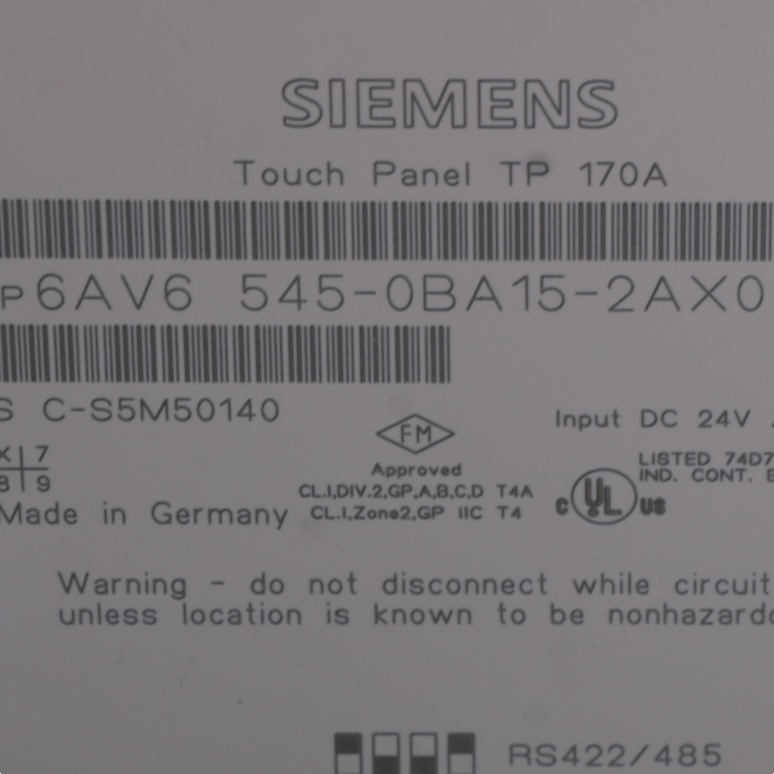 SIEMENS
Touch Panel TP 170A
P 6AV6 545-0BA15-2AX0
S C-S5M50140
FM
Approved
CL.I,DIV.2,GP,A,B,C,D T4A
CL.I,Zone2,GP IIC T4
X 7
8 9
Made in Germany
Input DC 24V
C UL US
LISTED 74D7
IND. CONT. E
Warning - do not disconnect while circuit
unless location is known to be nonhazardo
RS422/485